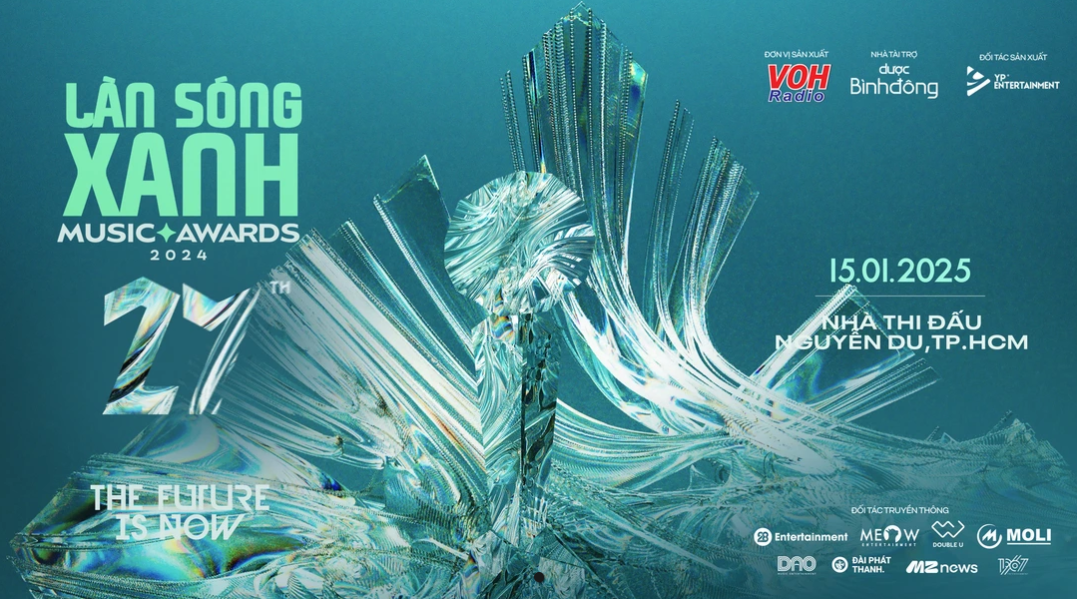 LÀN SÓNG
XANH
MUSIC AWARDS
2024
27TH
THE FUTURE
IS NOW
ĐƠN VỊ SẢN XUẤT
VOH
Radio
NHÀ TÀI TRỢ
dược
Bình đông
ĐỐI TÁC SẢN XUẤT
YP
ENTERTAINMENT
15.01.2025
NHÀ THI ĐẤU
NGUYỄN DU,TP.HCM
ĐỐI TÁC TRUYỀN THÔNG
2B Entertainment
MEOW
ENTERTAINMENT
DOUBLE U
MOLI
DAO
ĐÀI PHÁT
THANH.
MZ news
1967